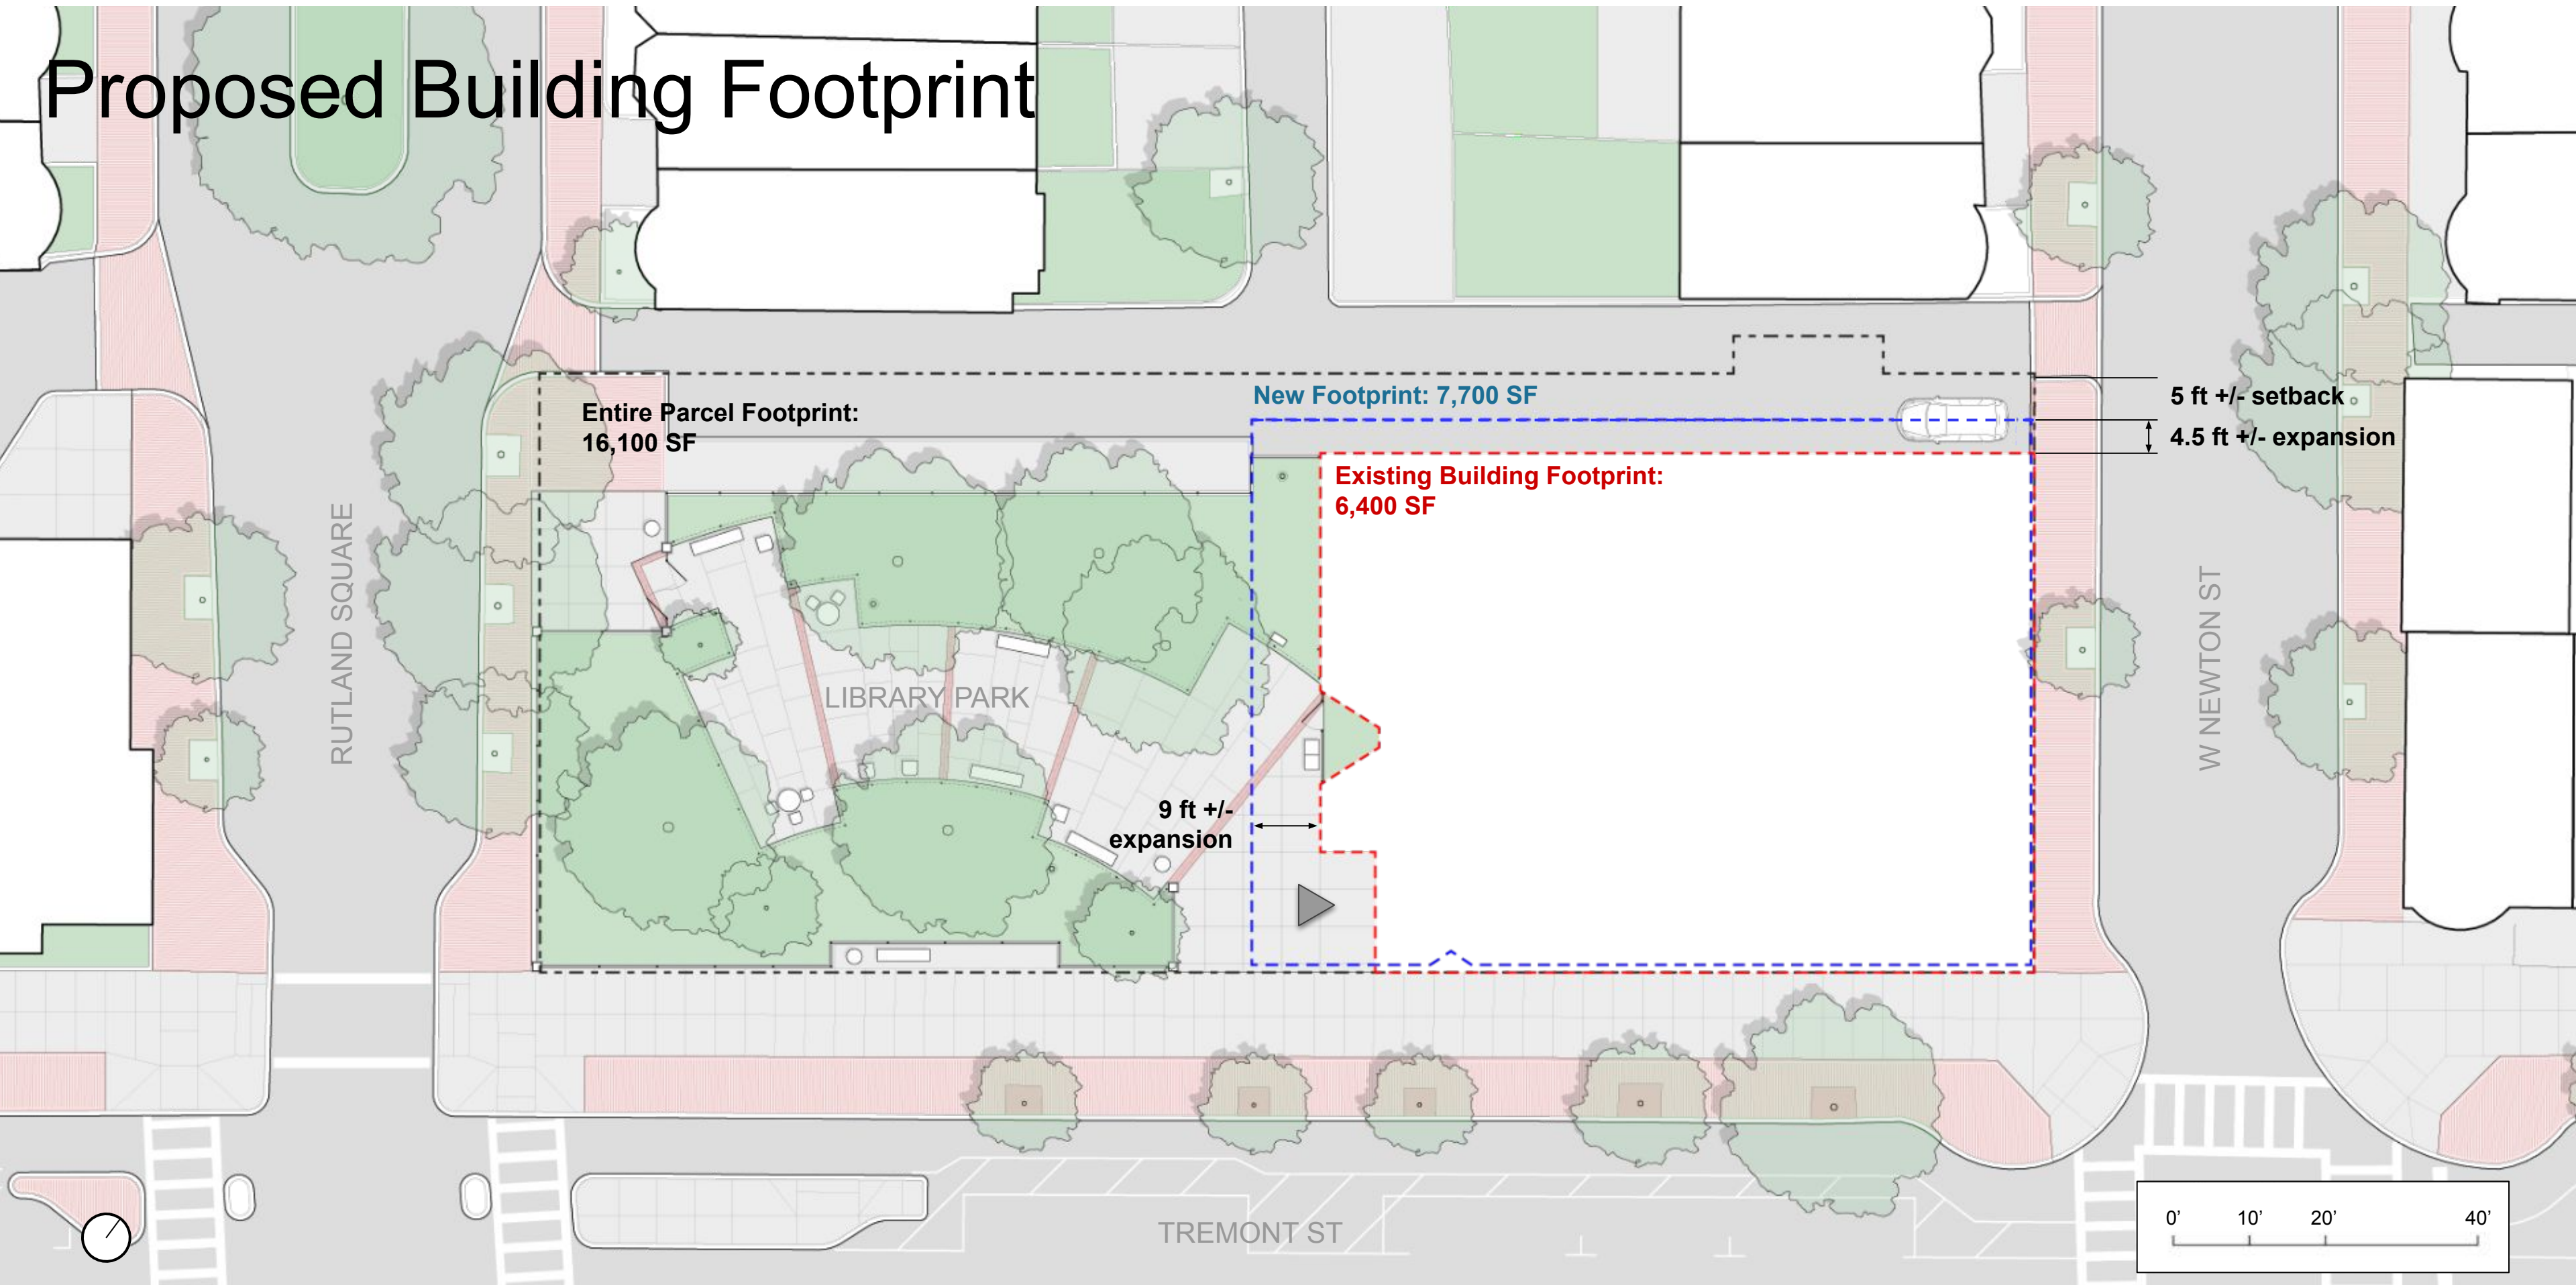 Proposed Building Footprint
New Footprint: 7,700 SF
5 ft +/- setback
Entire Parcel Footprint:
16,100 SF
4.5 ft +/- expansion
Existing Building Footprint:
6,400 SF
RUTLAND SQUARE
W NEWTON ST
LIBRARY PARK
9 ft +/-
expansion
TREMONT ST
0' 10' 20' 40'